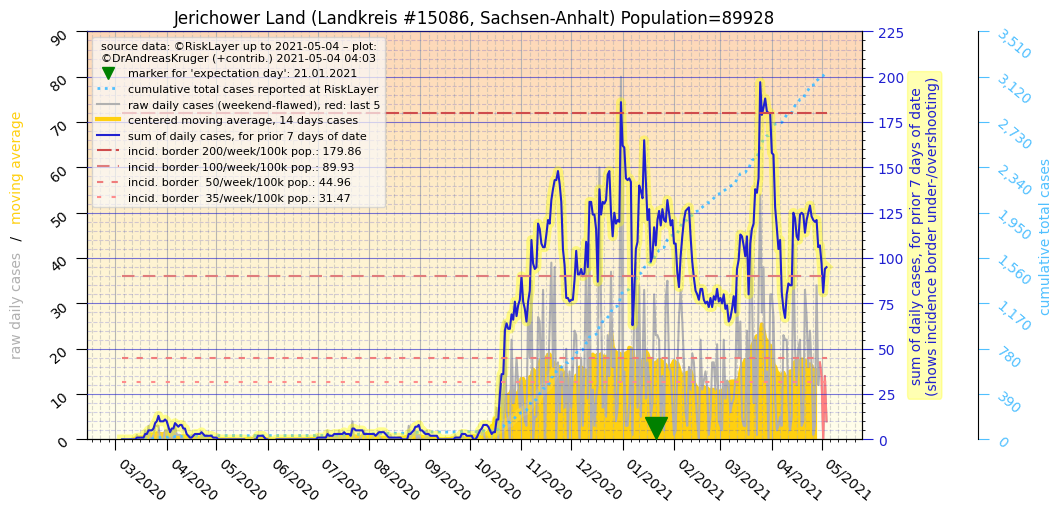 Jerichower Land (Landkreis #15086, Sachsen-Anhalt) Population=89928
source data: ©RiskLayer up to 2021-05-04 – plot:
©DrAndreasKruger (+contrib.) 2021-05-04 04:03
marker for 'expectation day': 21.01.2021
cumulative total cases reported at RiskLayer
raw daily cases (weekend-flawed), red: last 5
centered moving average, 14 days cases
sum of daily cases, for prior 7 days of date
incid. border 200/week/100k pop.: 179.86
incid. border 100/week/100k pop.: 89.93
incid. border  50/week/100k pop.: 44.96
incid. border  35/week/100k pop.: 31.47
raw daily cases / moving average
90
80
70
60
50
40
30
20
10
0
03/2020
04/2020
05/2020
06/2020
07/2020
08/2020
09/2020
10/2020
11/2020
12/2020
01/2021
02/2021
03/2021
04/2021
05/2021
225
200
175
150
125
100
75
50
25
0
sum of daily cases, for prior 7 days of date
(shows incidence border under-/overshooting)
3,510
3,120
2,730
2,340
1,950
1,560
1,170
780
390
0
cumulative total cases